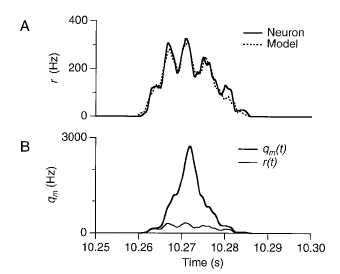 A
400
200
0
r (Hz)
Neuron
Model
B
3000
0
q_m (Hz)
q_m(t)
r(t)
10.25 10.26 10.27 10.28 10.29 10.30
Time (s)